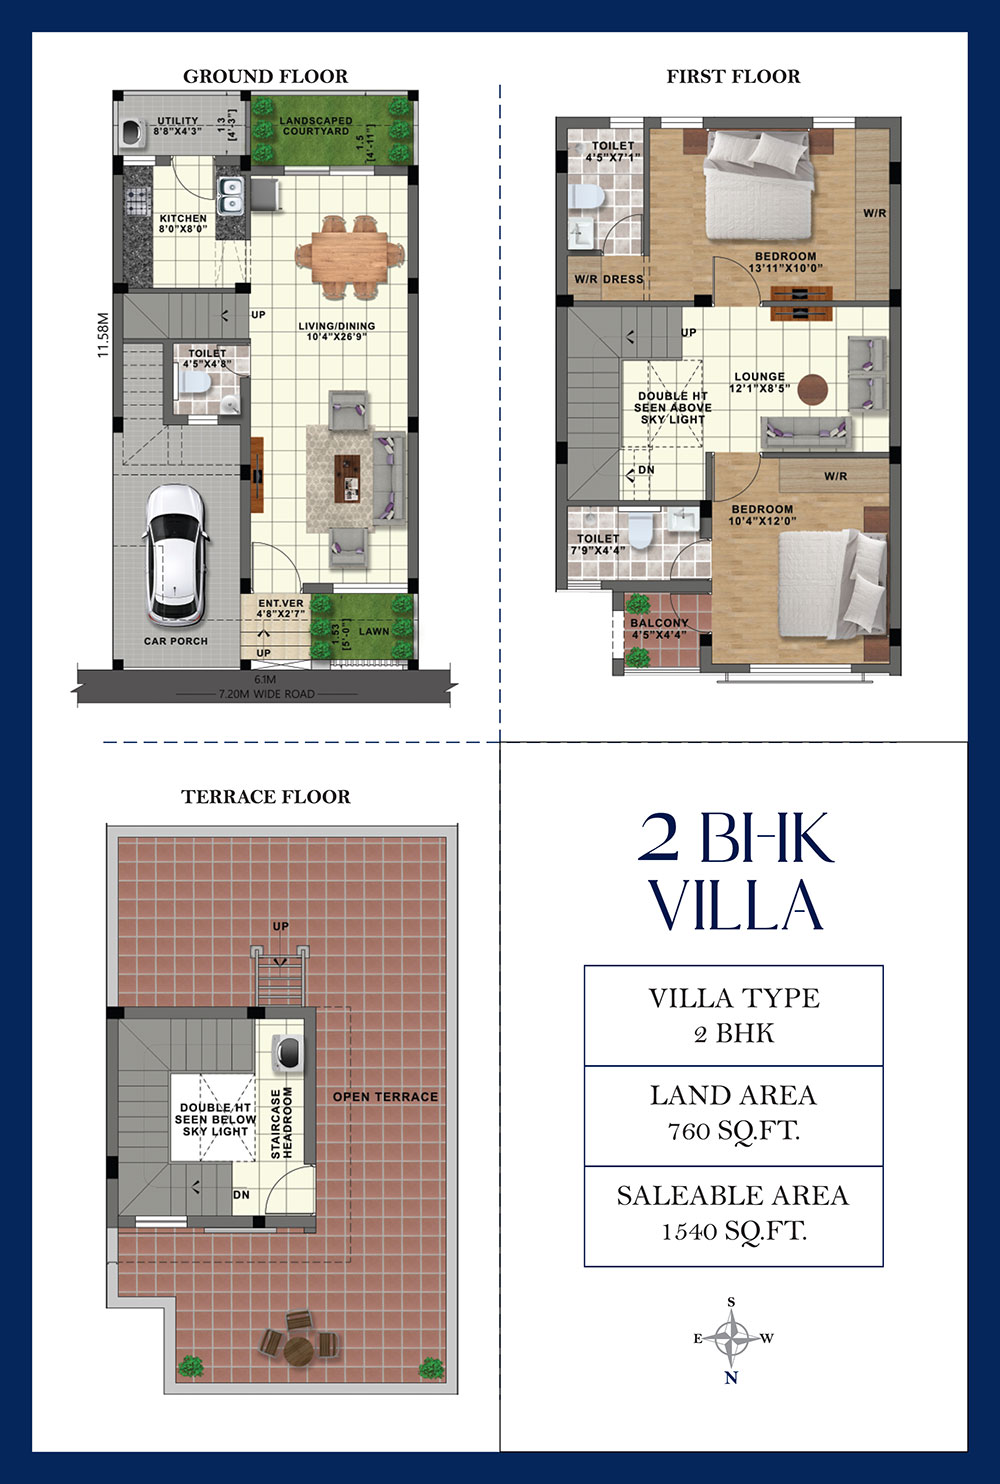 GROUND FLOOR
UTILITY
8'8"X4'3"
1.3
[4'-3"]
LANDSCAPED
COURTYARD
1.5
[4'-11"]
KITCHEN
8'0"X8'0"
UP
LIVING/DINING
10'4"X26'9"
11.58M
TOILET
4'5"X4'8"
CAR PORCH
ENT.VER
4'8"X2'7"
UP
1.53
[5'-0"]
LAWN
6.1M
7.20M WIDE ROAD
FIRST FLOOR
TOILET
4'5"X7'1"
W/R
BEDROOM
13'11"X10'0"
W/R DRESS
UP
LOUNGE
12'1"X8'5"
DOUBLE HT
SEEN ABOVE
SKY LIGHT
DN
W/R
BEDROOM
10'4"X12'0"
TOILET
7'9"X4'4"
BALCONY
4'5"X4'4"
TERRACE FLOOR
UP
OPEN TERRACE
DOUBLE HT
SEEN BELOW
SKY LIGHT
STAIRCASE
HEADROOM
DN
2 BHK
VILLA
VILLA TYPE
2 BHK
LAND AREA
760 SQ.FT.
SALEABLE AREA
1540 SQ.FT.
S
E W
N